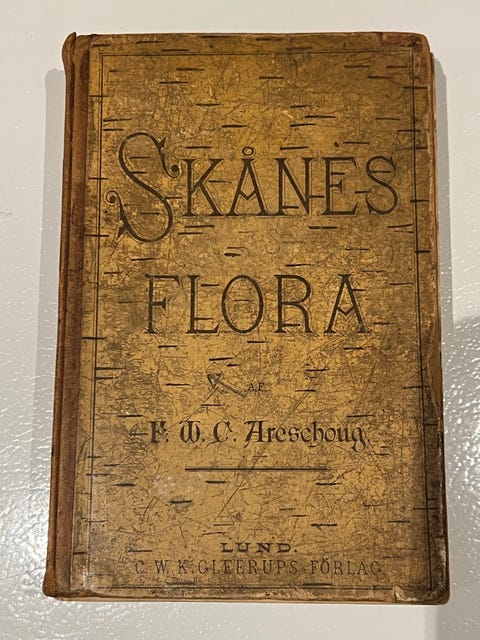 SKÅNES
FLORA
AF
F. W. C. Areschoug.
LUND.
C. W. K. GLEERUPS FÖRLAG